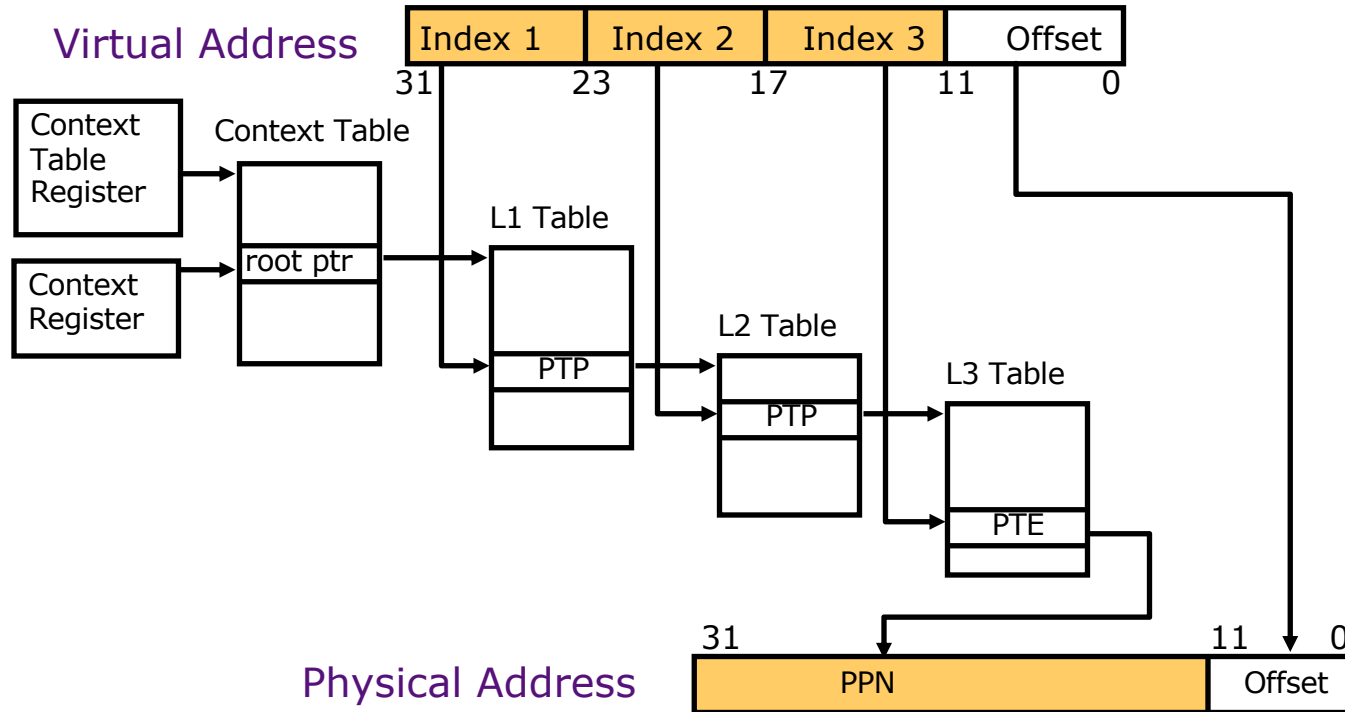 Virtual Address
Index 1
Index 2
Index 3
Offset
31
23
17
11
0
Context
Table
Register
Context Table
root ptr
Context
Register
L1 Table
PTP
L2 Table
PTP
L3 Table
PTE
31
11
0
Physical Address
PPN
Offset